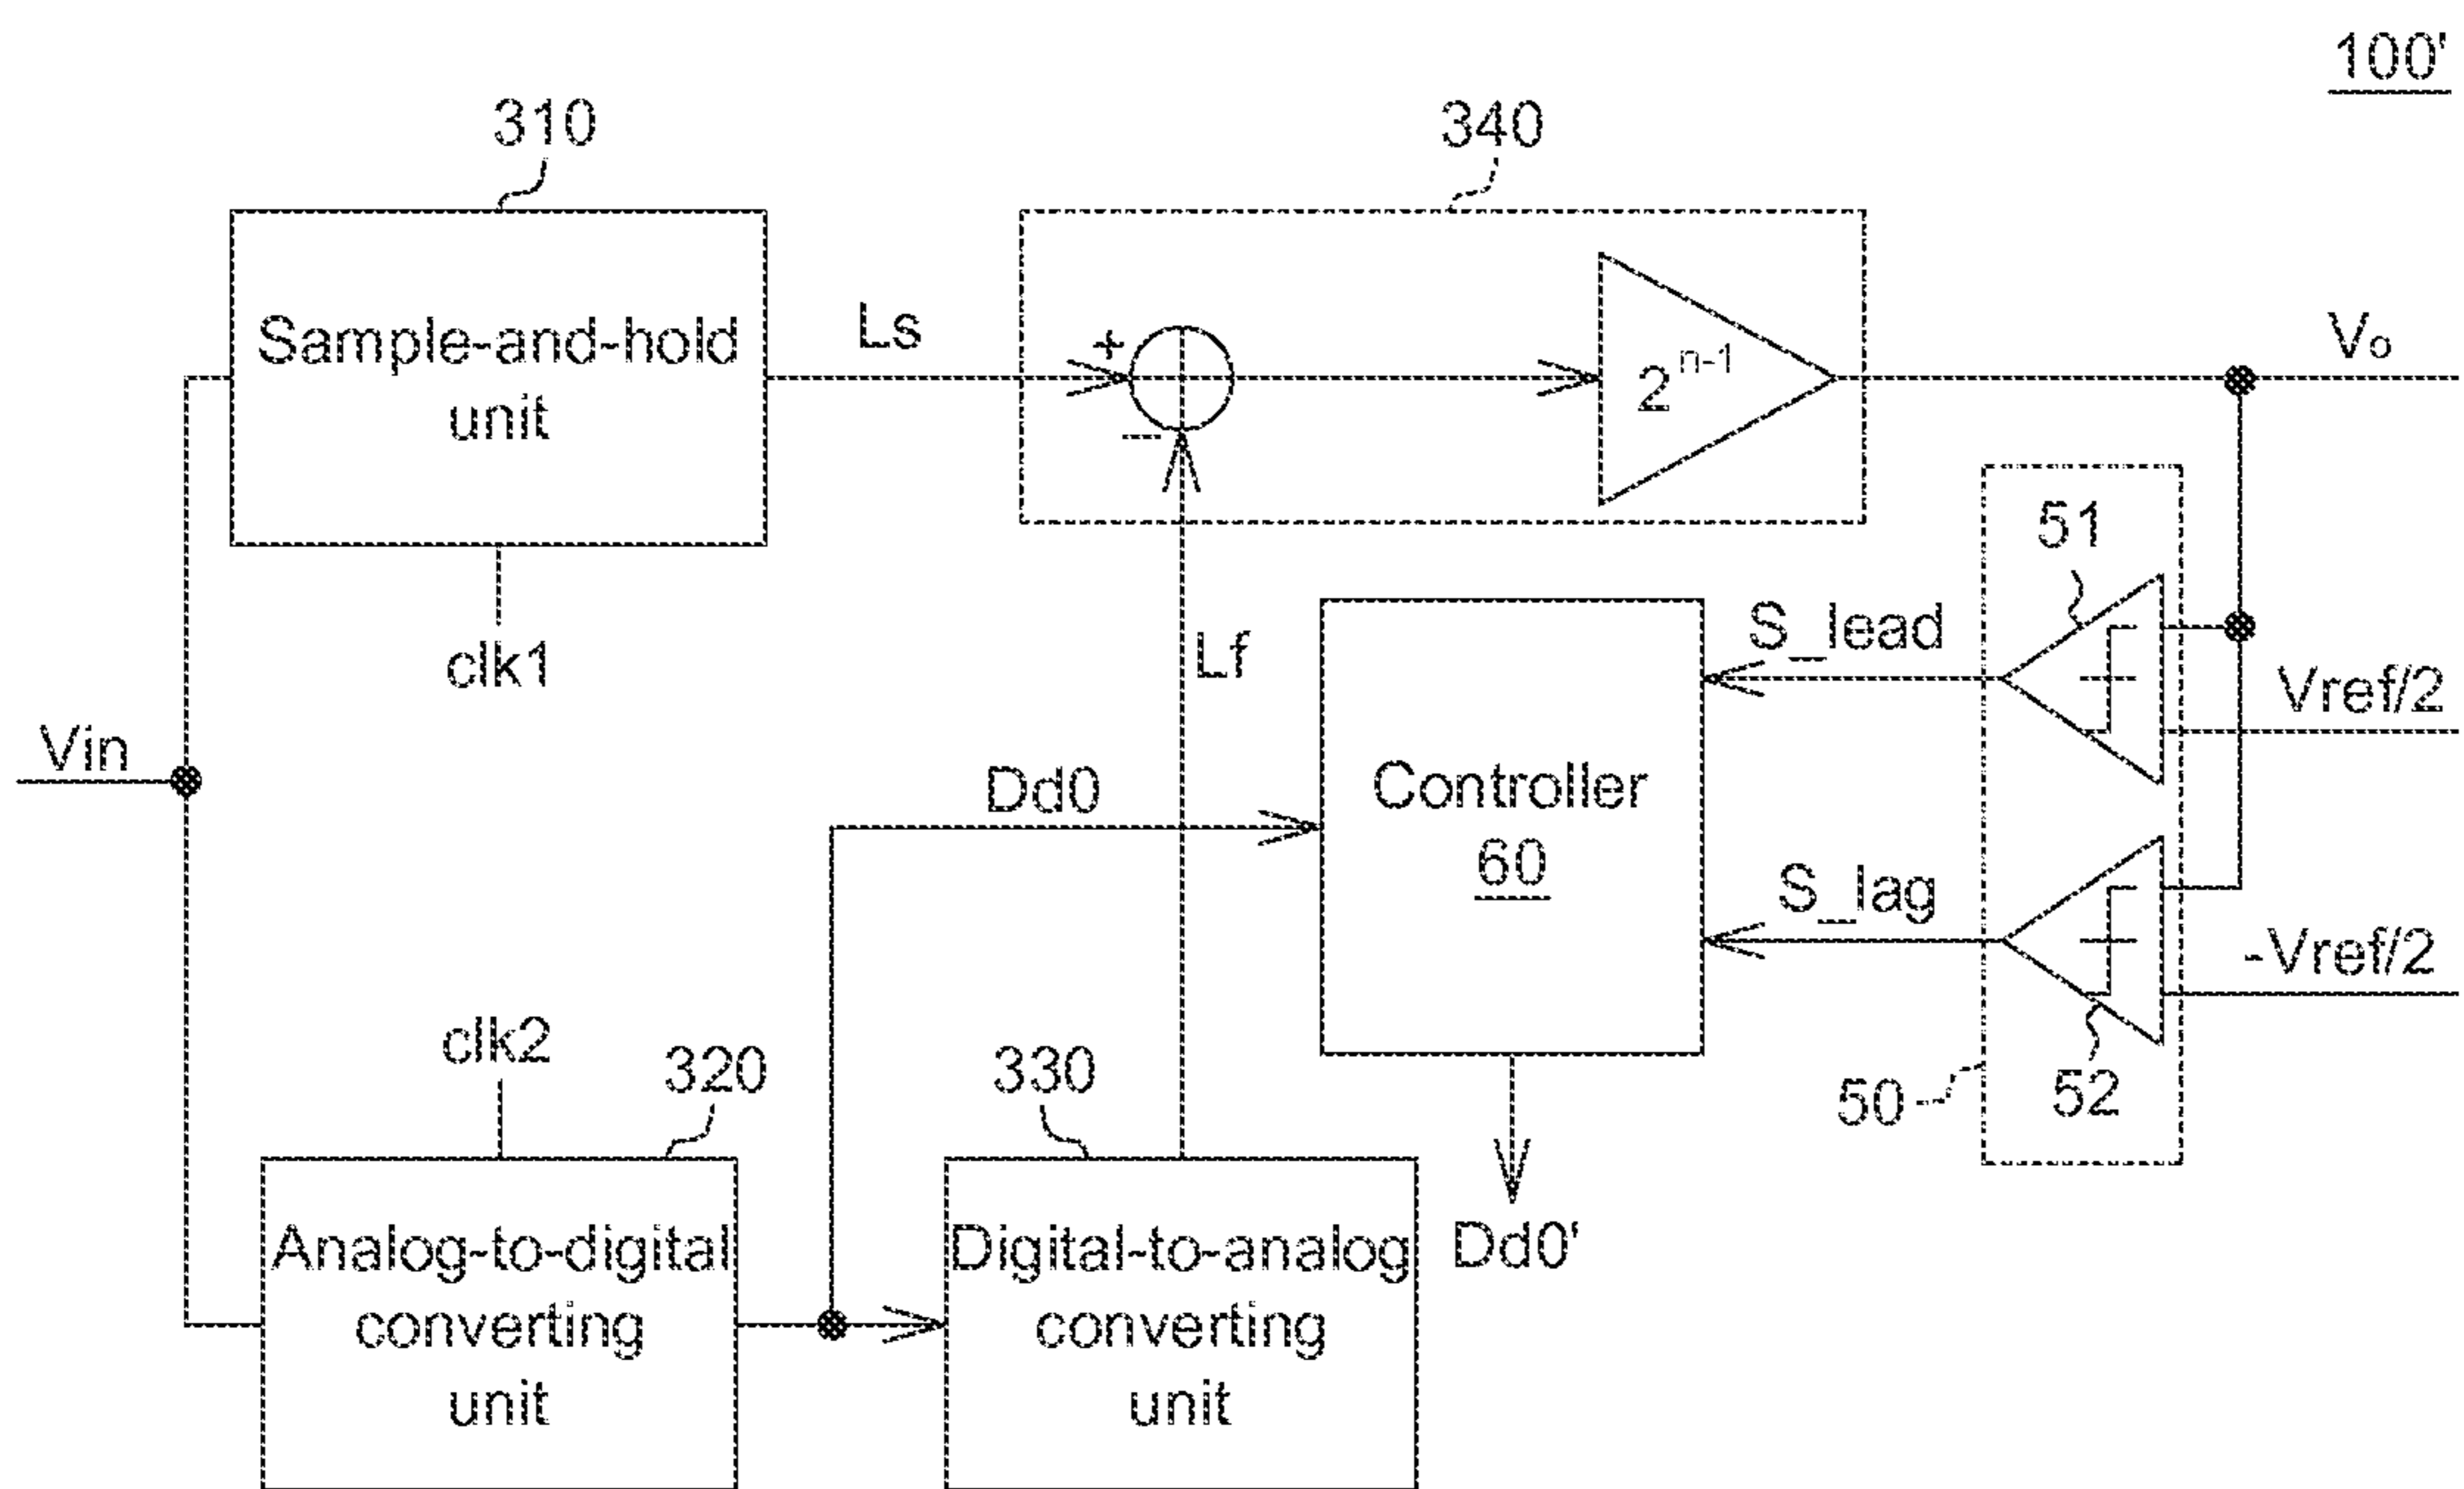 100'
310
340
Sample-and-hold
unit
Ls
+
−
2^n-1
Vo
clk1
Lf
51
S_lead
Vref/2
Vin
Dd0
Controller
60
S_lag
-Vref/2
clk2
320
330
50
52
Analog-to-digital
converting
unit
Digital-to-analog
converting
unit
Dd0'